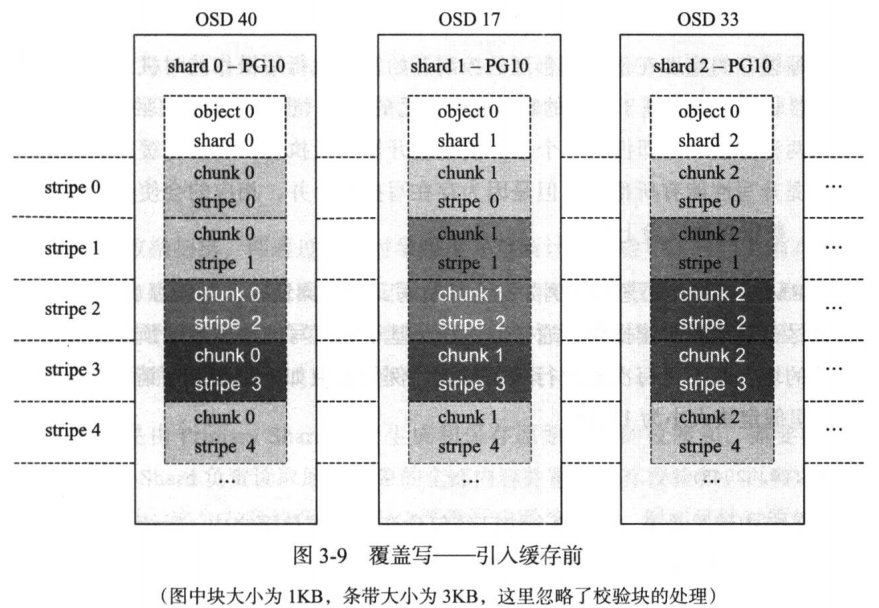 OSD 40 OSD 17 OSD 33
shard 0 – PG10 shard 1 – PG10 shard 2 – PG10
object 0 object 0 object 0
shard 0 shard 1 shard 2
stripe 0
chunk 0 chunk 1 chunk 2
stripe 0 stripe 0 stripe 0
...
stripe 1
chunk 0 chunk 1 chunk 2
stripe 1 stripe 1 stripe 1
...
stripe 2
chunk 0 chunk 1 chunk 2
stripe 2 stripe 2 stripe 2
...
stripe 3
chunk 0 chunk 1 chunk 2
stripe 3 stripe 3 stripe 3
...
stripe 4
chunk 0 chunk 1 chunk 2
stripe 4 stripe 4 stripe 4
...
... ... ...
图 3-9 覆盖写——引入缓存前
（图中块大小为 1KB，条带大小为 3KB，这里忽略了校验块的处理）